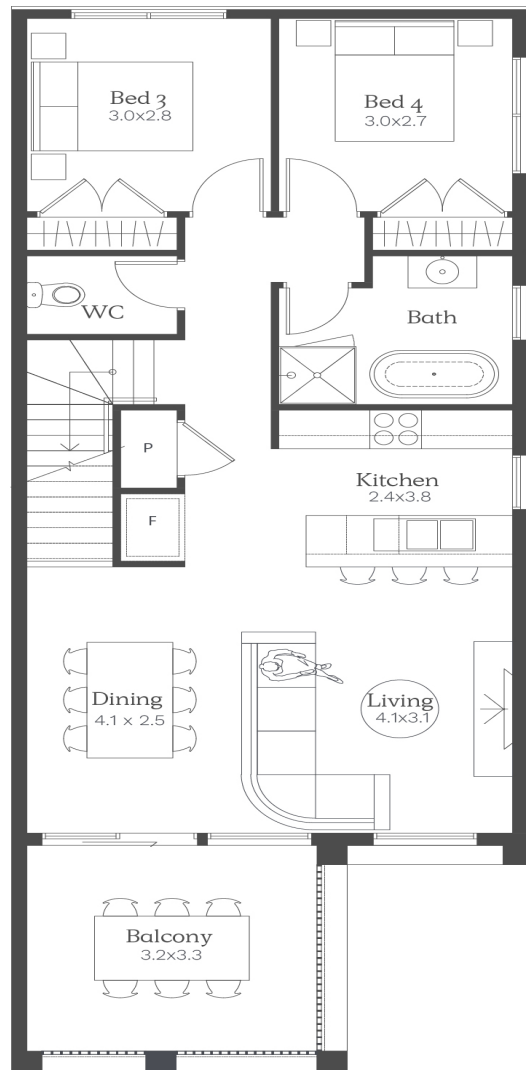 Bed 3
3.0x2.8
Bed 4
3.0x2.7
WC
Bath
P
Kitchen
2.4x3.8
F
Dining
4.1 x 2.5
Living
4.1x3.1
Balcony
3.2x3.3